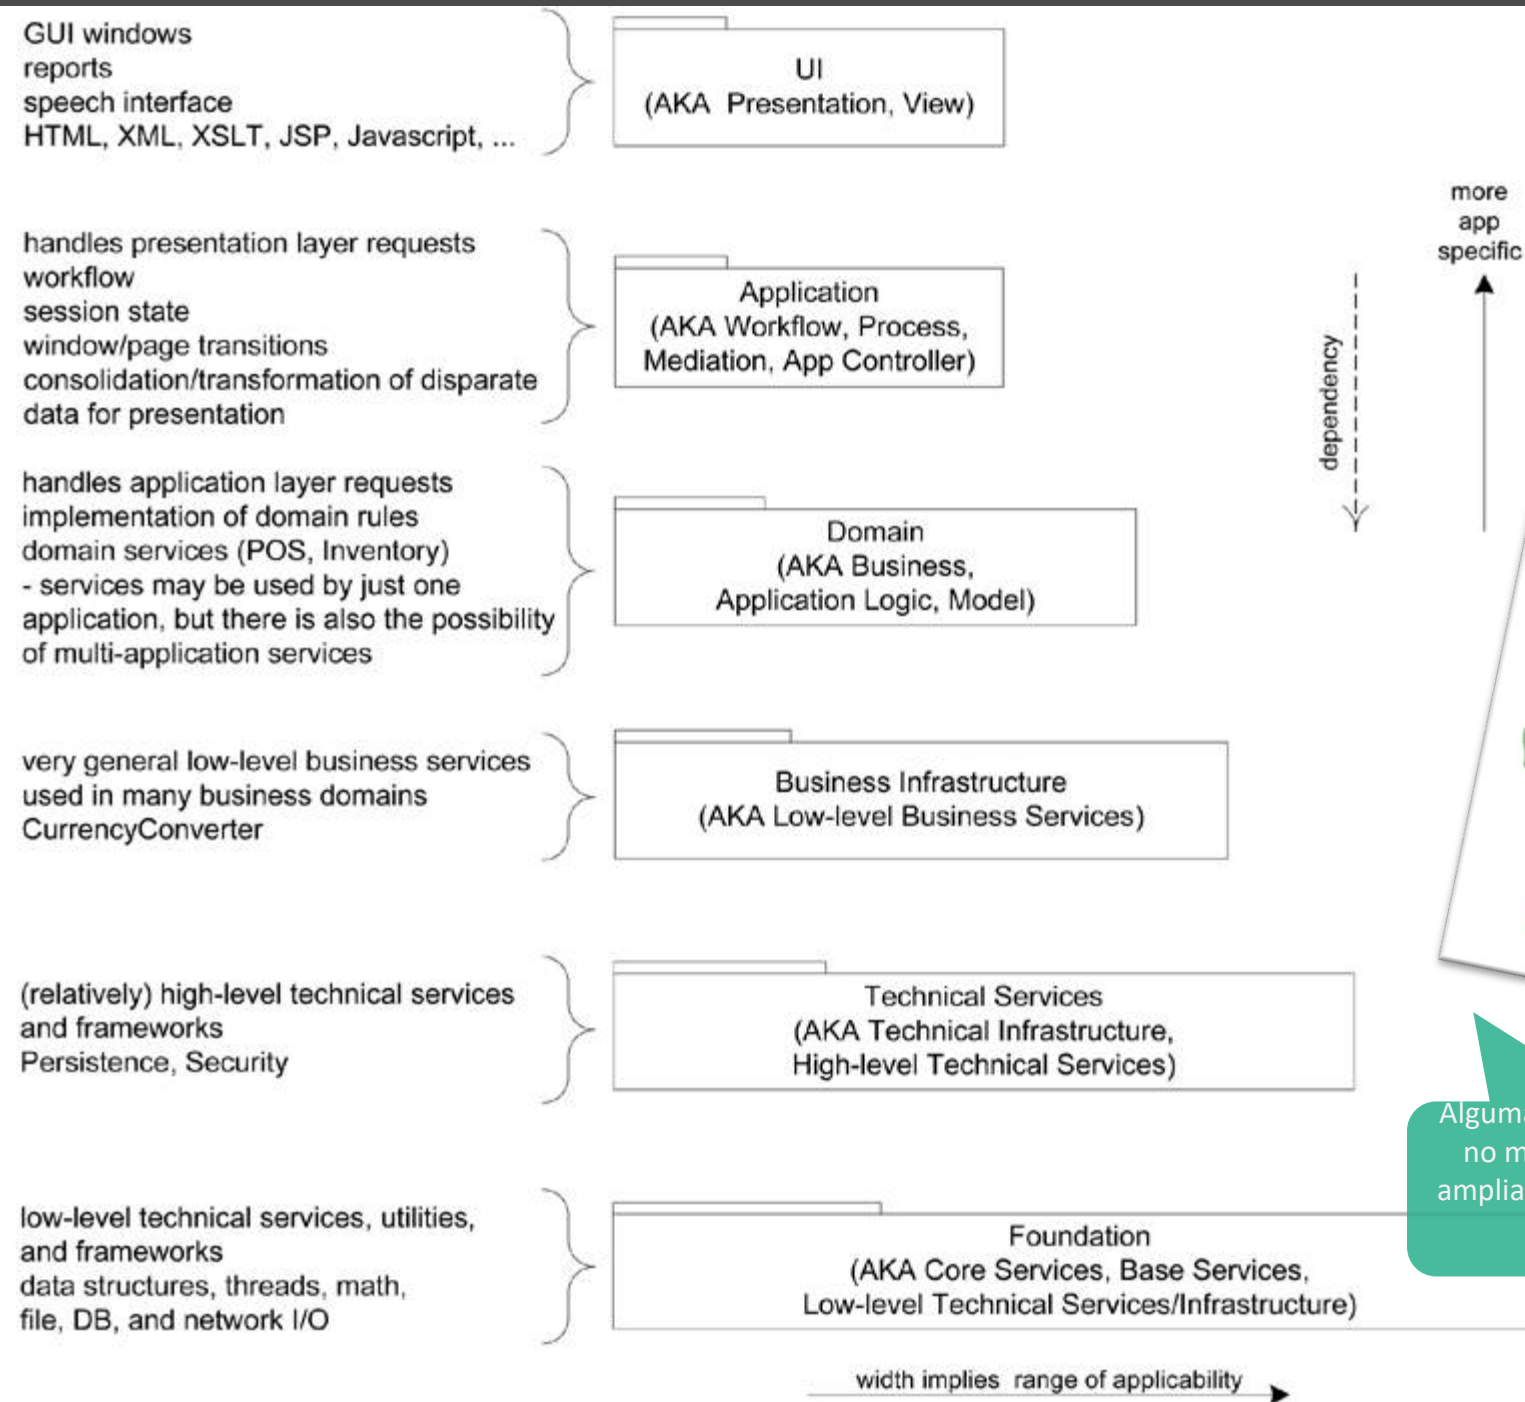 GUI windows
reports
speech interface
HTML, XML, XSLT, JSP, Javascript, ...
UI
(AKA Presentation, View)
more
app
specific
handles presentation layer requests
workflow
session state
window/page transitions
consolidation/transformation of disparate
data for presentation
Application
(AKA Workflow, Process,
Mediation, App Controller)
dependency
handles application layer requests
implementation of domain rules
domain services (POS, Inventory)
- services may be used by just one
application, but there is also the possibility
of multi-application services
Domain
(AKA Business,
Application Logic, Model)
very general low-level business services
used in many business domains
CurrencyConverter
Business Infrastructure
(AKA Low-level Business Services)
(relatively) high-level technical services
and frameworks
Persistence, Security
Technical Services
(AKA Technical Infrastructure,
High-level Technical Services)
low-level technical services, utilities,
and frameworks
data structures, threads, math,
file, DB, and network I/O
Foundation
(AKA Core Services, Base Services,
Low-level Technical Services/Infrastructure)
no
width implies range of applicability